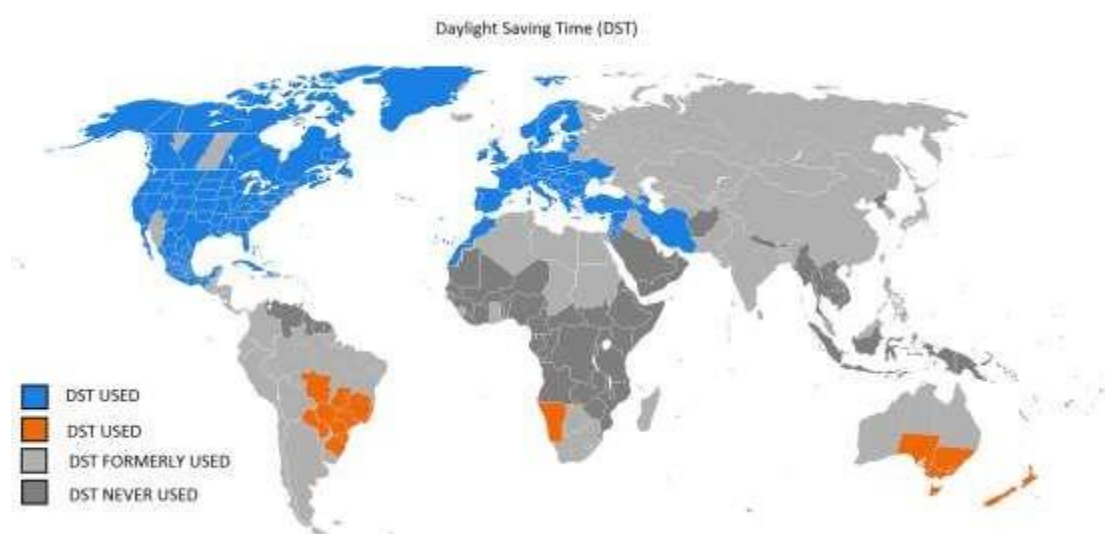 Daylight Saving Time (DST)
DST USED
DST USED
DST FORMERLY USED
DST NEVER USED